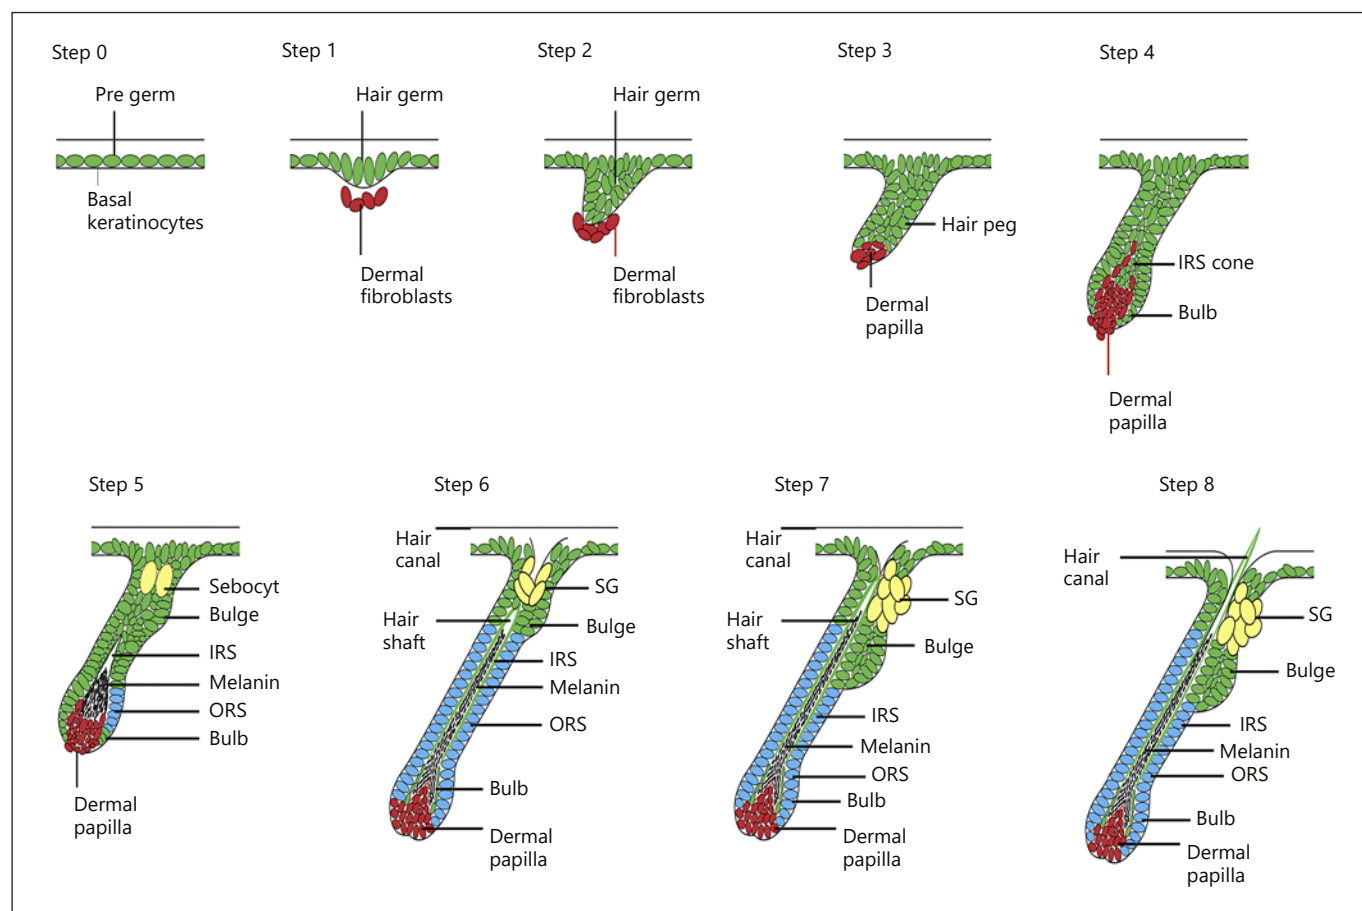 Step 0
Pre germ
Basal
keratinocytes
Step 1
Hair germ
Dermal
fibroblasts
Step 2
Hair germ
Dermal
fibroblasts
Step 3
Hair peg
Dermal
papilla
Step 4
IRS cone
Bulb
Dermal
papilla
Step 5
Sebocyt
Bulge
IRS
Melanin
ORS
Bulb
Dermal
papilla
Step 6
Hair
canal
SG
Hair
shaft
Bulge
IRS
Melanin
ORS
Bulb
Dermal
papilla
Step 7
Hair
canal
SG
Hair
shaft
Bulge
IRS
Melanin
ORS
Bulb
Dermal
papilla
Step 8
Hair
canal
SG
Bulge
IRS
Melanin
ORS
Bulb
Dermal
papilla